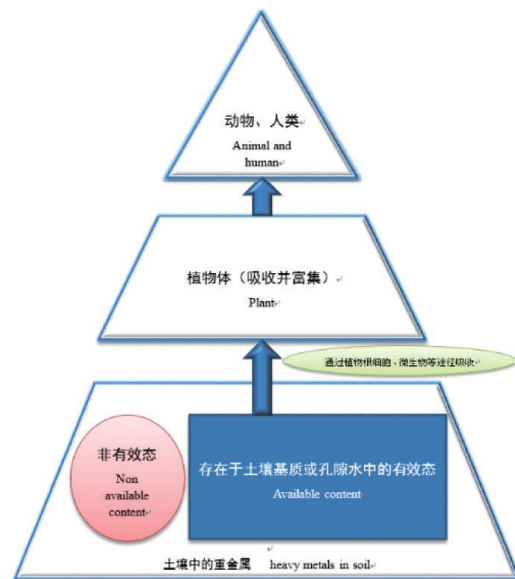 动物、人类
Animal and
human
植物体（吸收并富集）
Plant
通过植物根细胞、微生物等途径吸收
非有效态
Non
available
content
存在于土壤基质或孔隙水中的有效态
Available content
土壤中的重金属 heavy metals in soil